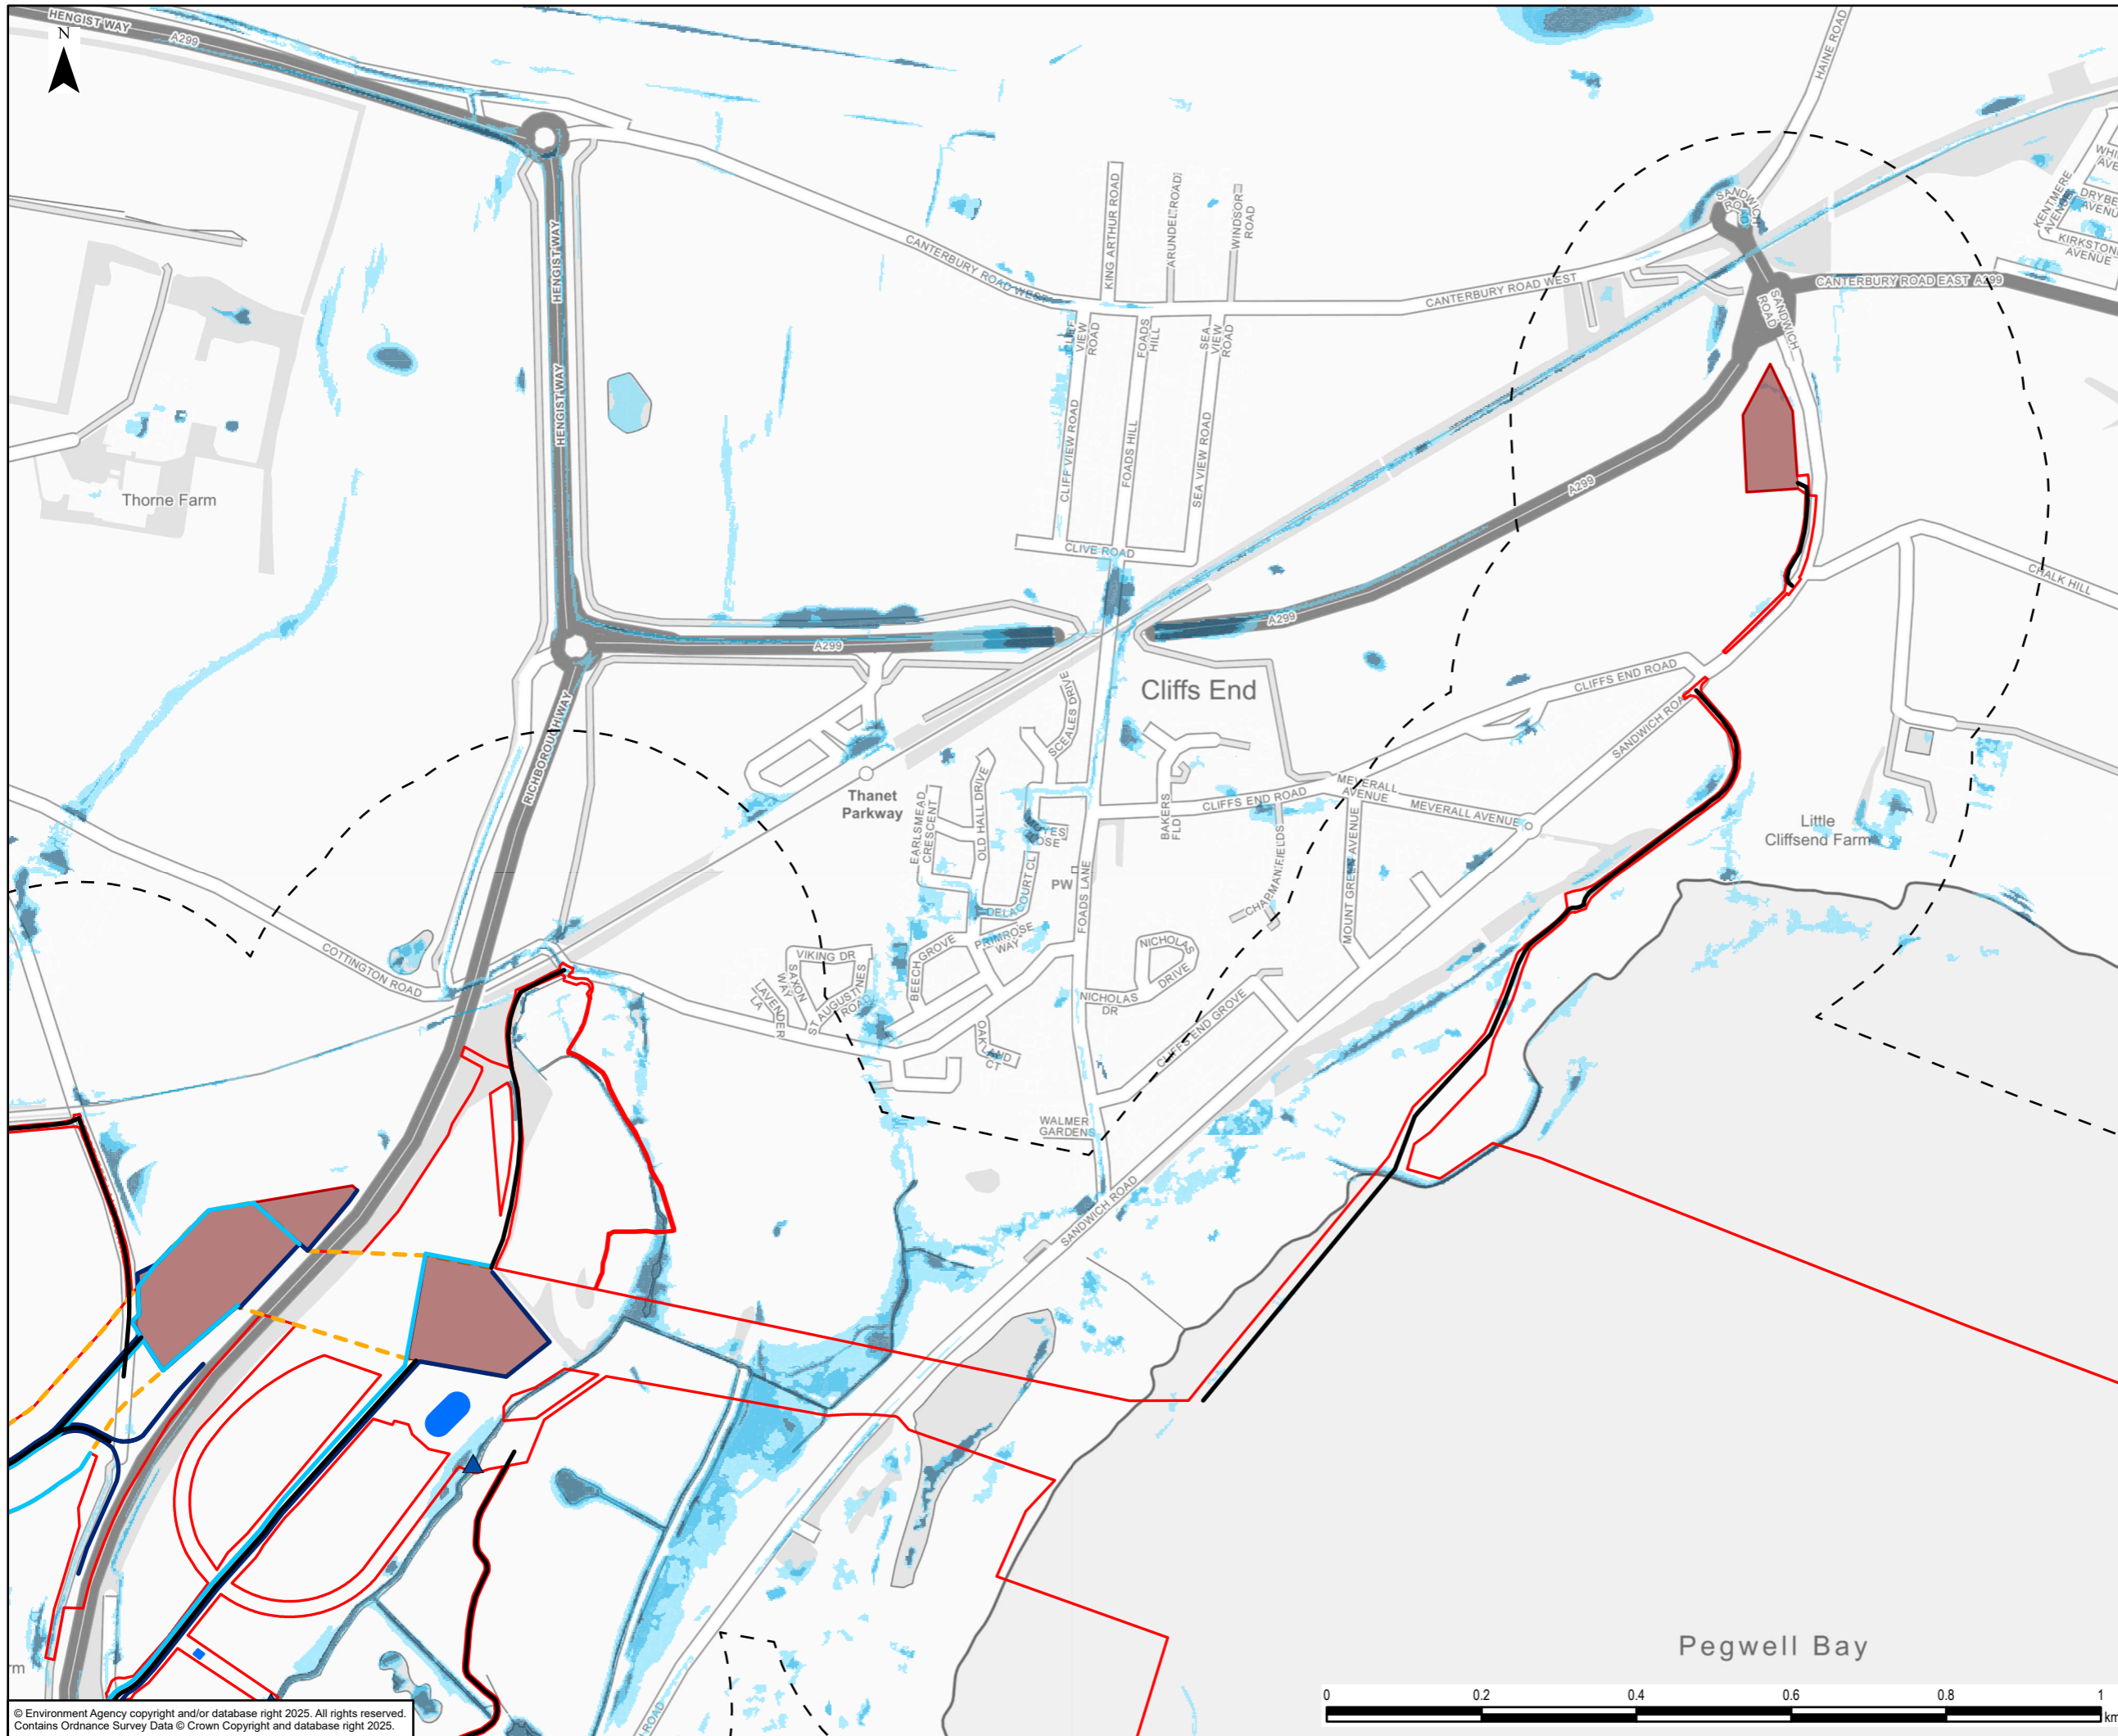 HENGIST WAY
A299
N
HAINE ROAD
SANDWICH
KENTMERE
AVENUE
KIRKSTONE
AVENUE
HENGIST WAY
CANTERBURY ROAD WEST
KING ARTHUR ROAD
ARUNDEL ROAD
WINDSOR
ROAD
CANTERBURY ROAD WEST
CANTERBURY ROAD EAST A299
SANDWICH
ROAD
VIEW
ROAD
FOADS
HILL
SEA
VIEW
ROAD
HENGIST WAY
CLIFF VIEW ROAD
FOADS HILL
SEA VIEW ROAD
Thorne Farm
A299
CLIVE ROAD
CHALK HILL
A299
A299
Cliffs End
SCEALES DRIVE
CLIFFS END ROAD
SANDWICH ROAD
RICHBOROUGH WAY
Thanet
Parkway
EARLSMEAD
CRESCENT
OLD HALL DRIVE
BAKERS
FLD
CLIFFS END ROAD
MEVERALL
AVENUE
MEVERALL AVENUE
Little
Cliffsend Farm
PW
DELACOURT CL
FOADS LANE
CHAPMAN FIELDS
MOUNT GREEN AVENUE
COTTINGTON ROAD
VIKING DR
SAXON
WAY
LAVENDER
LA
ST AUGUSTINES
ROAD
BEECH GROVE
PRIMROSE
WAY
NICHOLAS
DRIVE
NICHOLAS
DR
OAKLAND
CT
CLIFFS END GROVE
WALMER
GARDENS
SANDWICH ROAD
Pegwell Bay
rm
ROAD
0 0.2 0.4 0.6 0.8 1
km
© Environment Agency copyright and/or database right 2025. All rights reserved.
Contains Ordnance Survey Data © Crown Copyright and database right 2025.